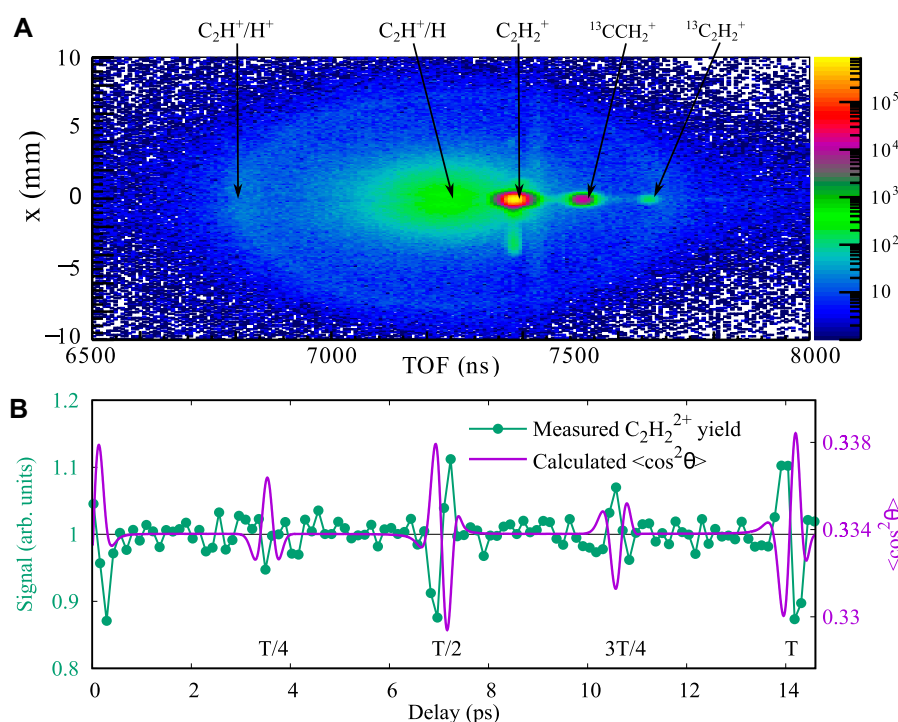 A
C₂H⁺/H⁺ C₂H⁺/H C₂H₂⁺ ¹³CCH₂⁺ ¹³C₂H₂⁺
10
5
0
−5
−10
x (mm)
6500 7000 7500 8000
TOF (ns)
10⁵
10⁴
10³
10²
10
B
1.2
1.1
1
0.9
0.8
Signal (arb. units)
Measured C₂H₂²⁺ yield
Calculated <cos²θ>
0.338
0.334
0.33
<cos²θ>
T/4 T/2 3T/4 T
0 2 4 6 8 10 12 14
Delay (ps)